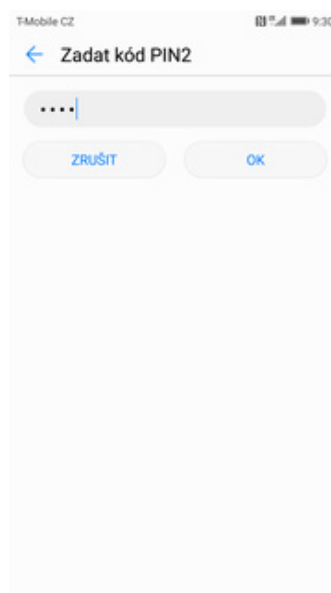 T-Mobile CZ 9:30
Zadat kód PIN2
••••
ZRUŠIT OK